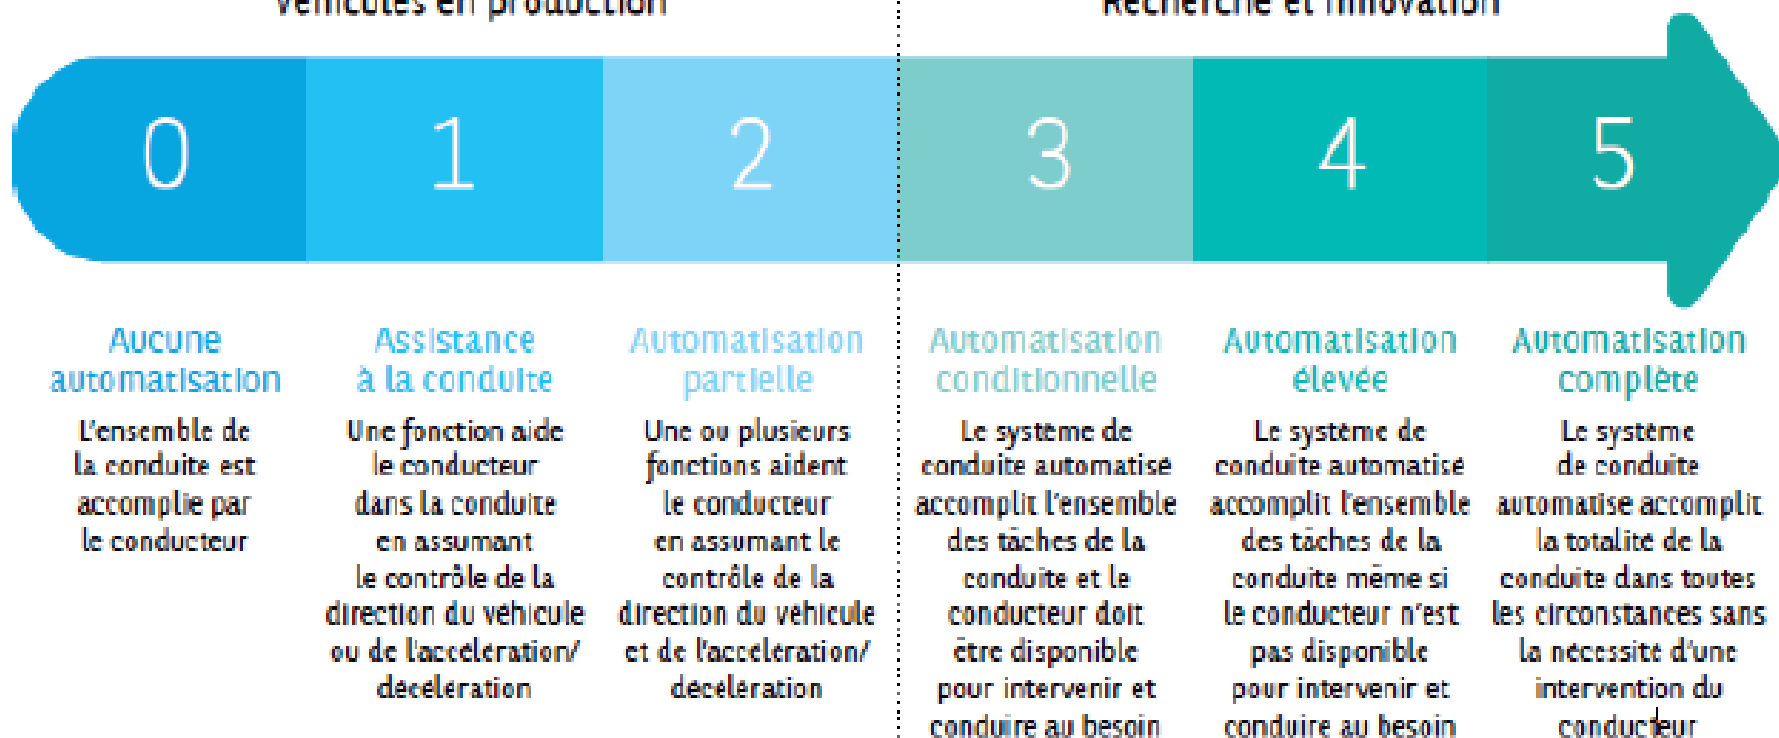 Véhicules en production
Recherche et innovation
0
1
2
3
4
5
Aucune
automatisation
L'ensemble de
la conduite est
accomplie par
le conducteur
Assistance
à la conduite
Une fonction aide
le conducteur
dans la conduite
en assumant
le contrôle de la
direction du véhicule
ou de l'accélération/
décélération
Automatisation
partielle
Une ou plusieurs
fonctions aident
le conducteur
en assumant le
contrôle de la
direction du véhicule
et de l'accélération/
décélération
Automatisation
conditionnelle
Le système de
conduite automatisé
accomplit l'ensemble
des tâches de la
conduite et le
conducteur doit
être disponible
pour intervenir et
conduire au besoin
Automatisation
élevée
Le système de
conduite automatisé
accomplit l'ensemble
des tâches de la
conduite même si
le conducteur n'est
pas disponible
pour intervenir et
conduire au besoin
Automatisation
complète
Le système
de conduite
automatisé accomplit
la totalité de la
conduite dans toutes
les circonstances sans
la nécessité d'une
intervention du
conducteur